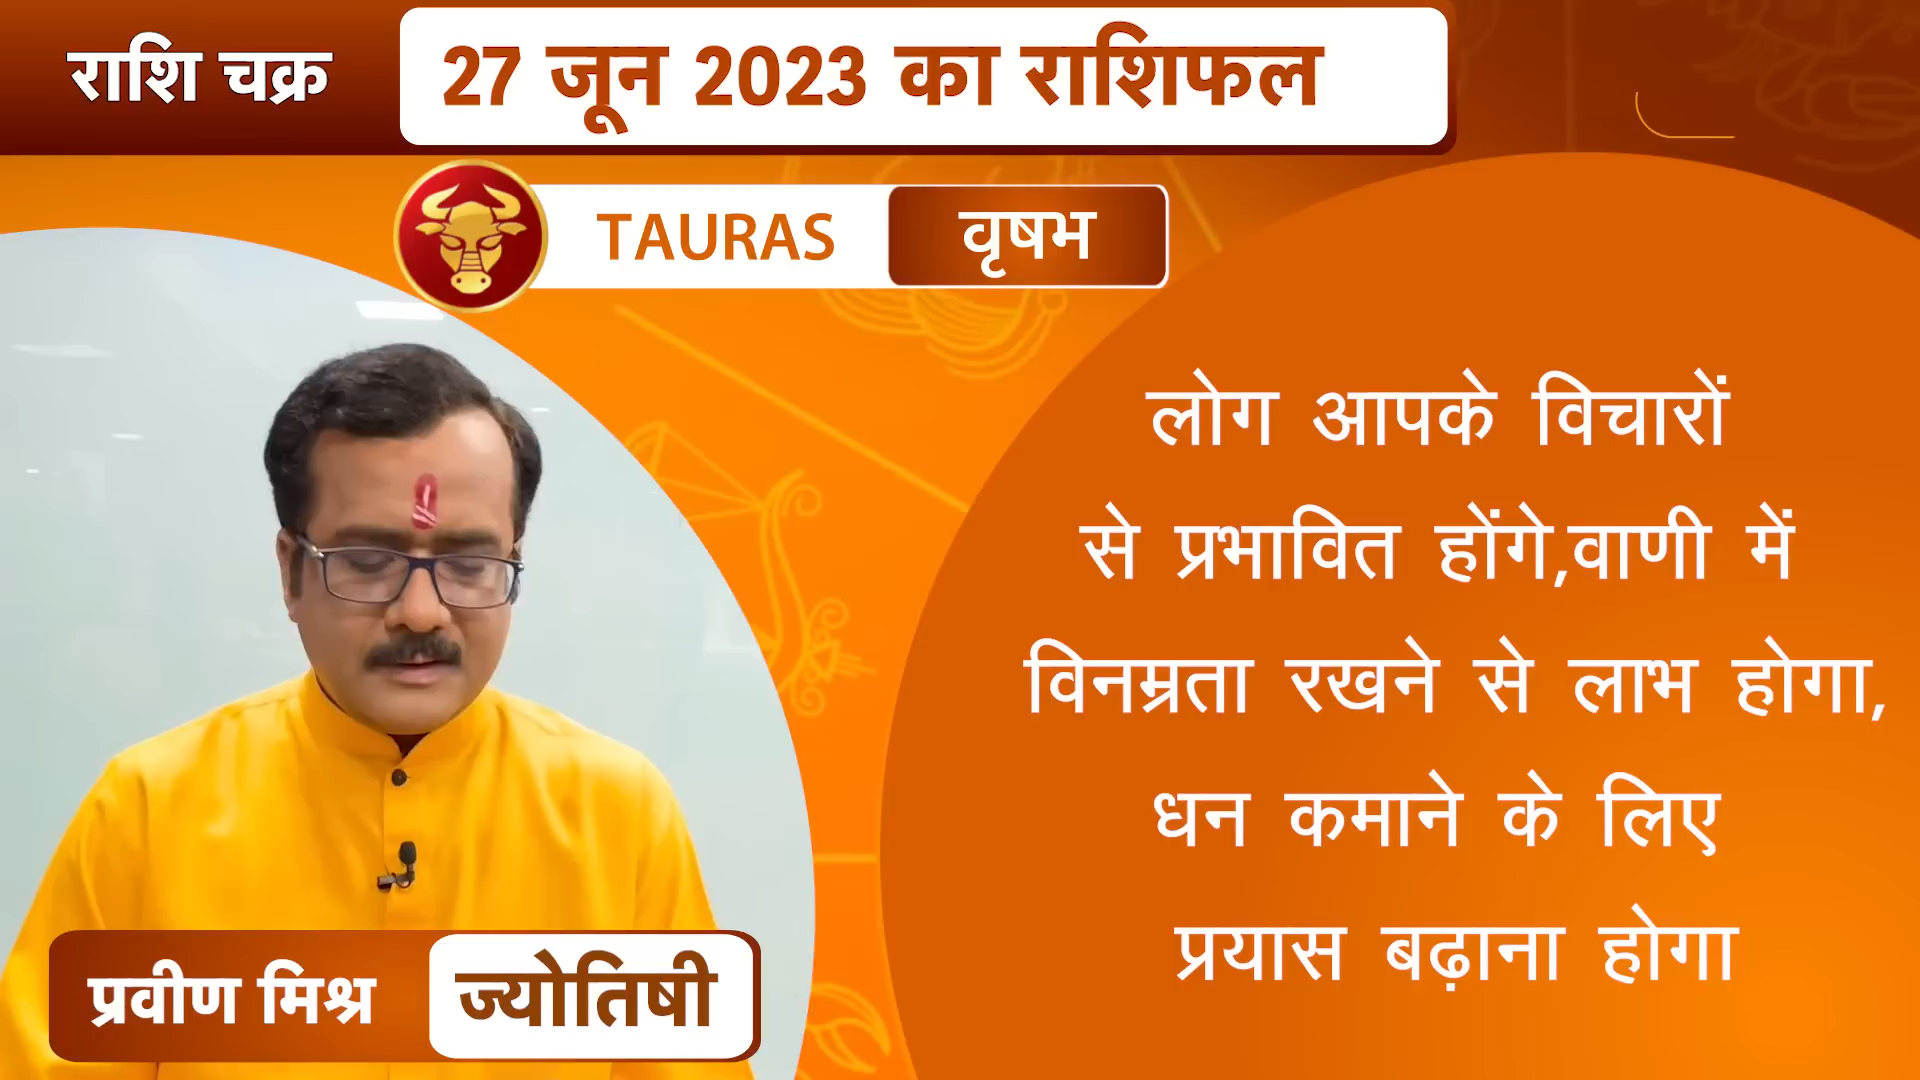 राशि चक्र
27 जून 2023 का राशिफल
TAURAS
वृषभ
लोग आपके विचारों
से प्रभावित होंगे,वाणी में
विनम्रता रखने से लाभ होगा,
धन कमाने के लिए
प्रयास बढ़ाना होगा
प्रवीण मिश्र
ज्योतिषी